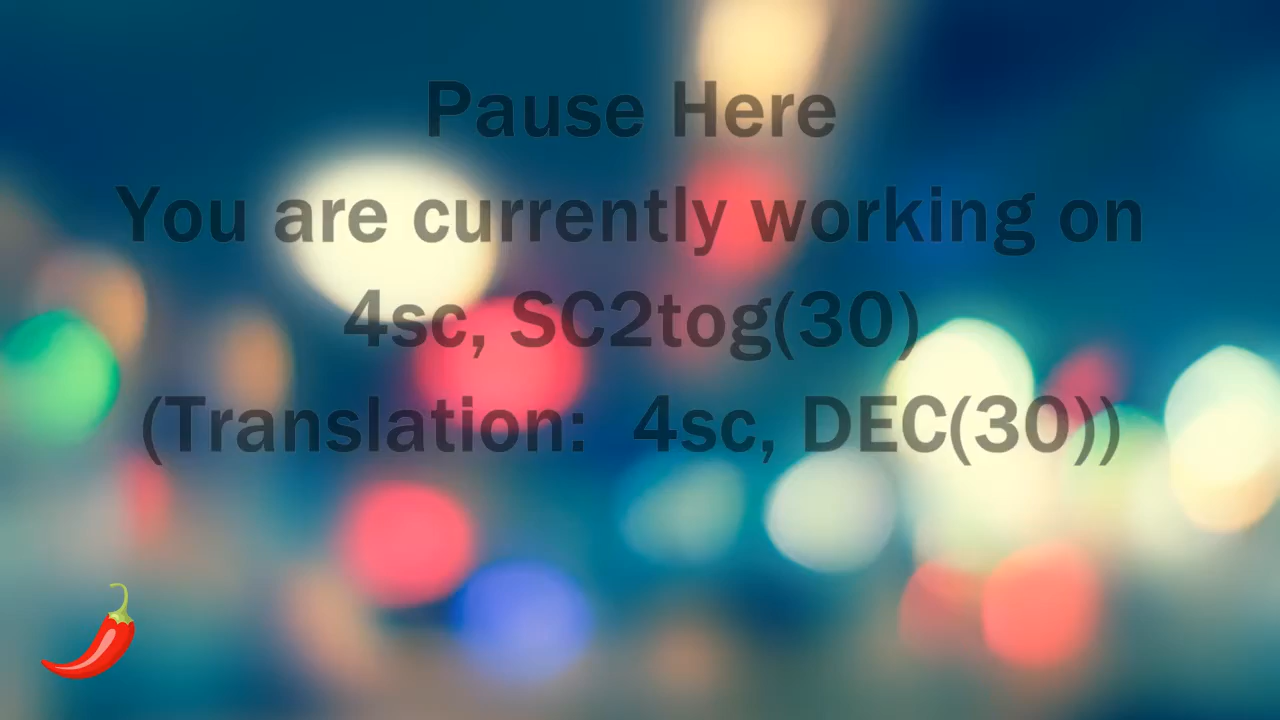 Pause Here
You are currently working on
4sc, SC2tog(30)
(Translation:  4sc, DEC(30))